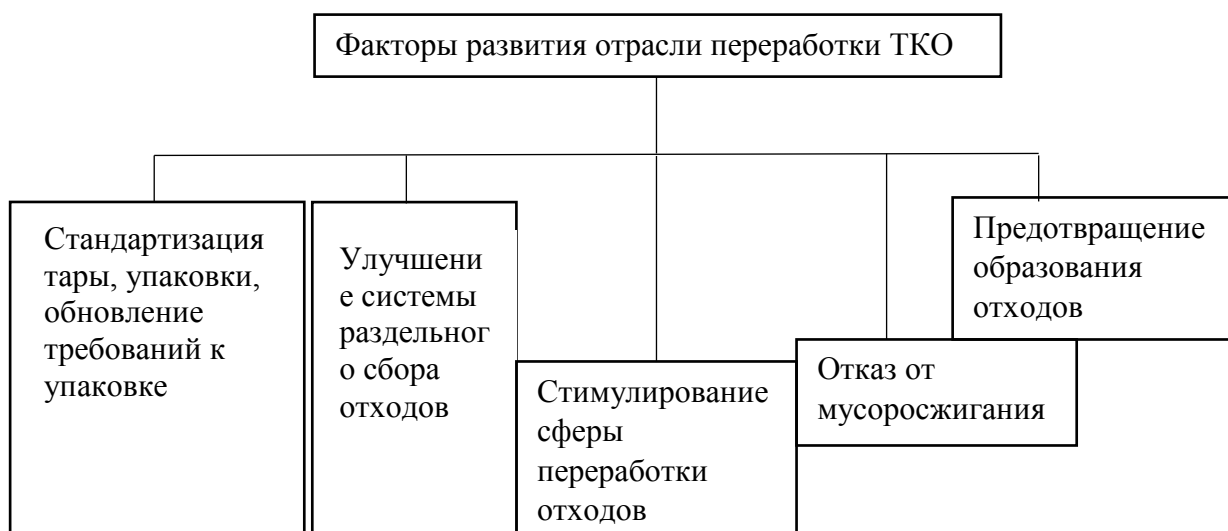 Факторы развития отрасли переработки ТКО
Стандартизация
тары, упаковки,
обновление
требований к
упаковке
Улучшени
е системы
раздельног
о сбора
отходов
Стимулирование
сферы
переработки
отходов
Отказ от
мусоросжигания
Предотвращение
образования
отходов